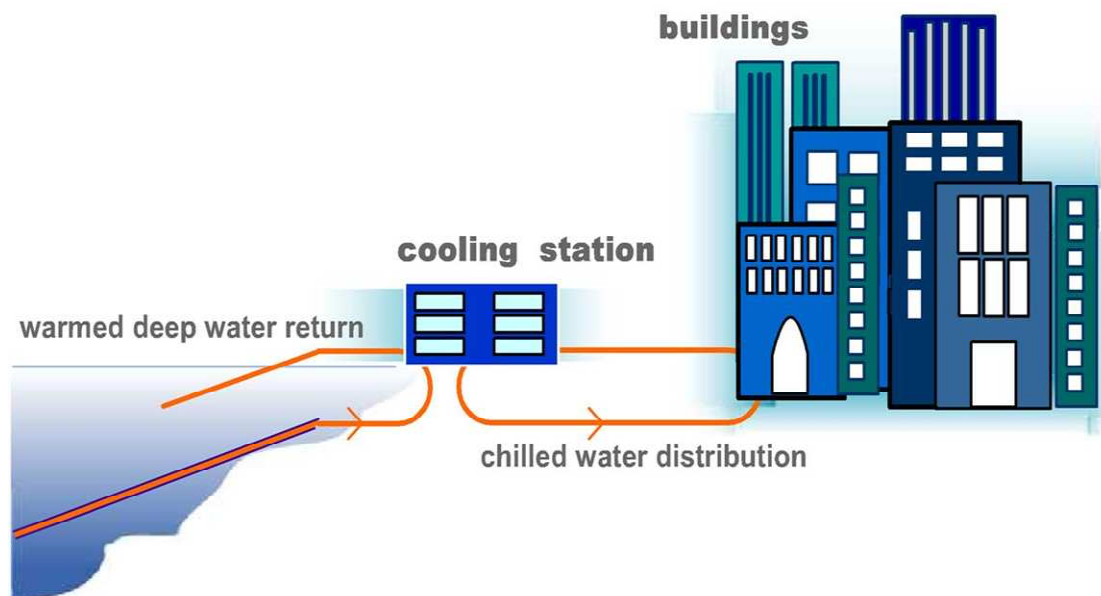 buildings
cooling station
warmed deep water return
chilled water distribution